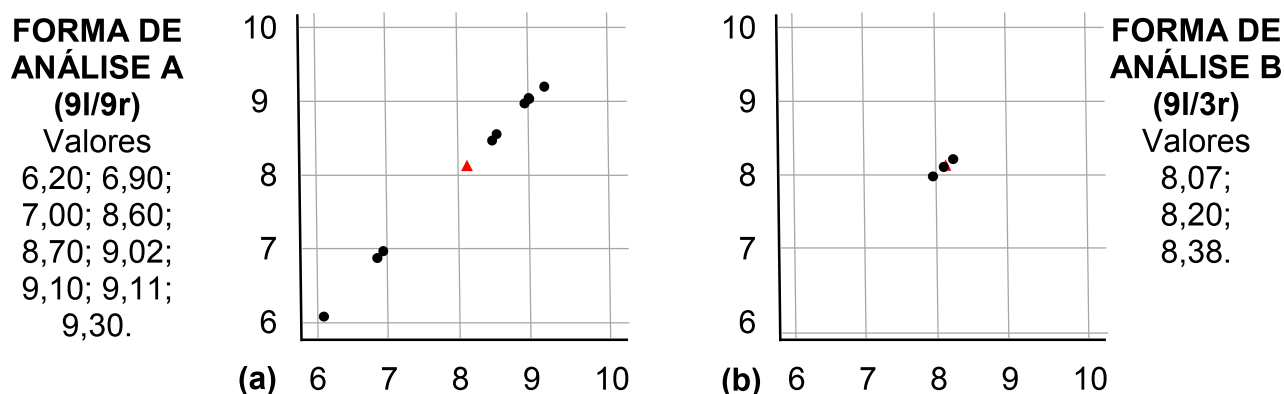 FORMA DE
ANÁLISE A
(9l/9r)
Valores
6,20; 6,90;
7,00; 8,60;
8,70; 9,02;
9,10; 9,11;
9,30.
10
9
8
7
6
(a) 6 7 8 9 10
10
9
8
7
6
(b) 6 7 8 9 10
FORMA DE
ANÁLISE B
(9l/3r)
Valores
8,07;
8,20;
8,38.